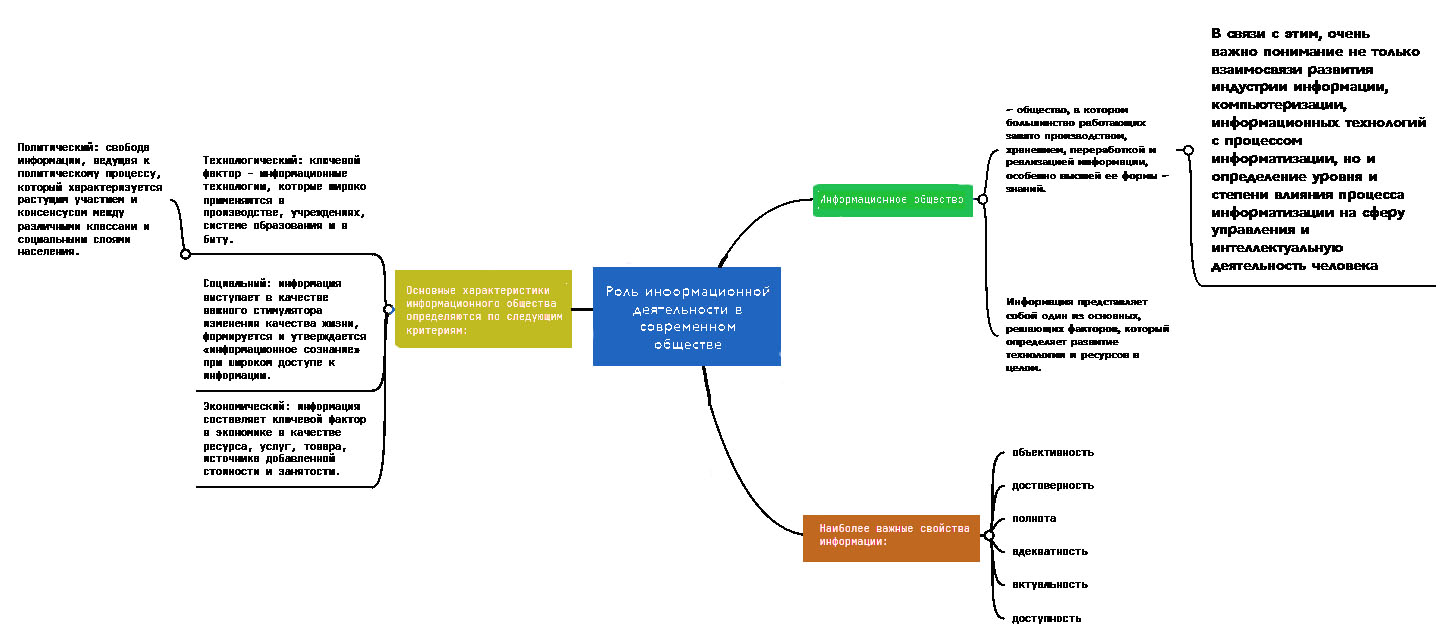 Роль информационной
деятельности в
современном
обществе
Информационное общество
– общество, в котором
большинство работающих
занято производством,
хранением, переработкой и
реализацией информации,
особенно высшей ее формы –
знаний.
В связи с этим, очень
важно понимание не только
взаимосвязи развития
индустрии информации,
компьютеризации,
информационных технологий
с процессом
информатизации, но и
определение уровня и
степени влияния процесса
информатизации на сферу
управления и
интеллектуальную
деятельность человека
Информация представляет
собой один из основных,
решающих факторов, который
определяет развитие
технологии и ресурсов в
целом.
Наиболее важные свойства
информации:
объективность
достоверность
полнота
адекватность
актуальность
доступность
Основные характеристики
информационного общества
определяются по следующим
критериям:
Технологический: ключевой
фактор – информационные
технологии, которые широко
применяются в
производстве, учреждениях,
системе образования и в
быту.
Политический: свобода
информации, ведущая к
политическому процессу,
который характеризуется
растущим участием и
консенсусом между
различными классами и
социальными слоями
населения.
Социальный: информация
выступает в качестве
важного стимулятора
изменения качества жизни,
формируется и утверждается
«информационное сознание»
при широком доступе к
информации.
Экономический: информация
составляет ключевой фактор
в экономике в качестве
ресурса, услуг, товара,
источника добавленной
стоимости и занятости.